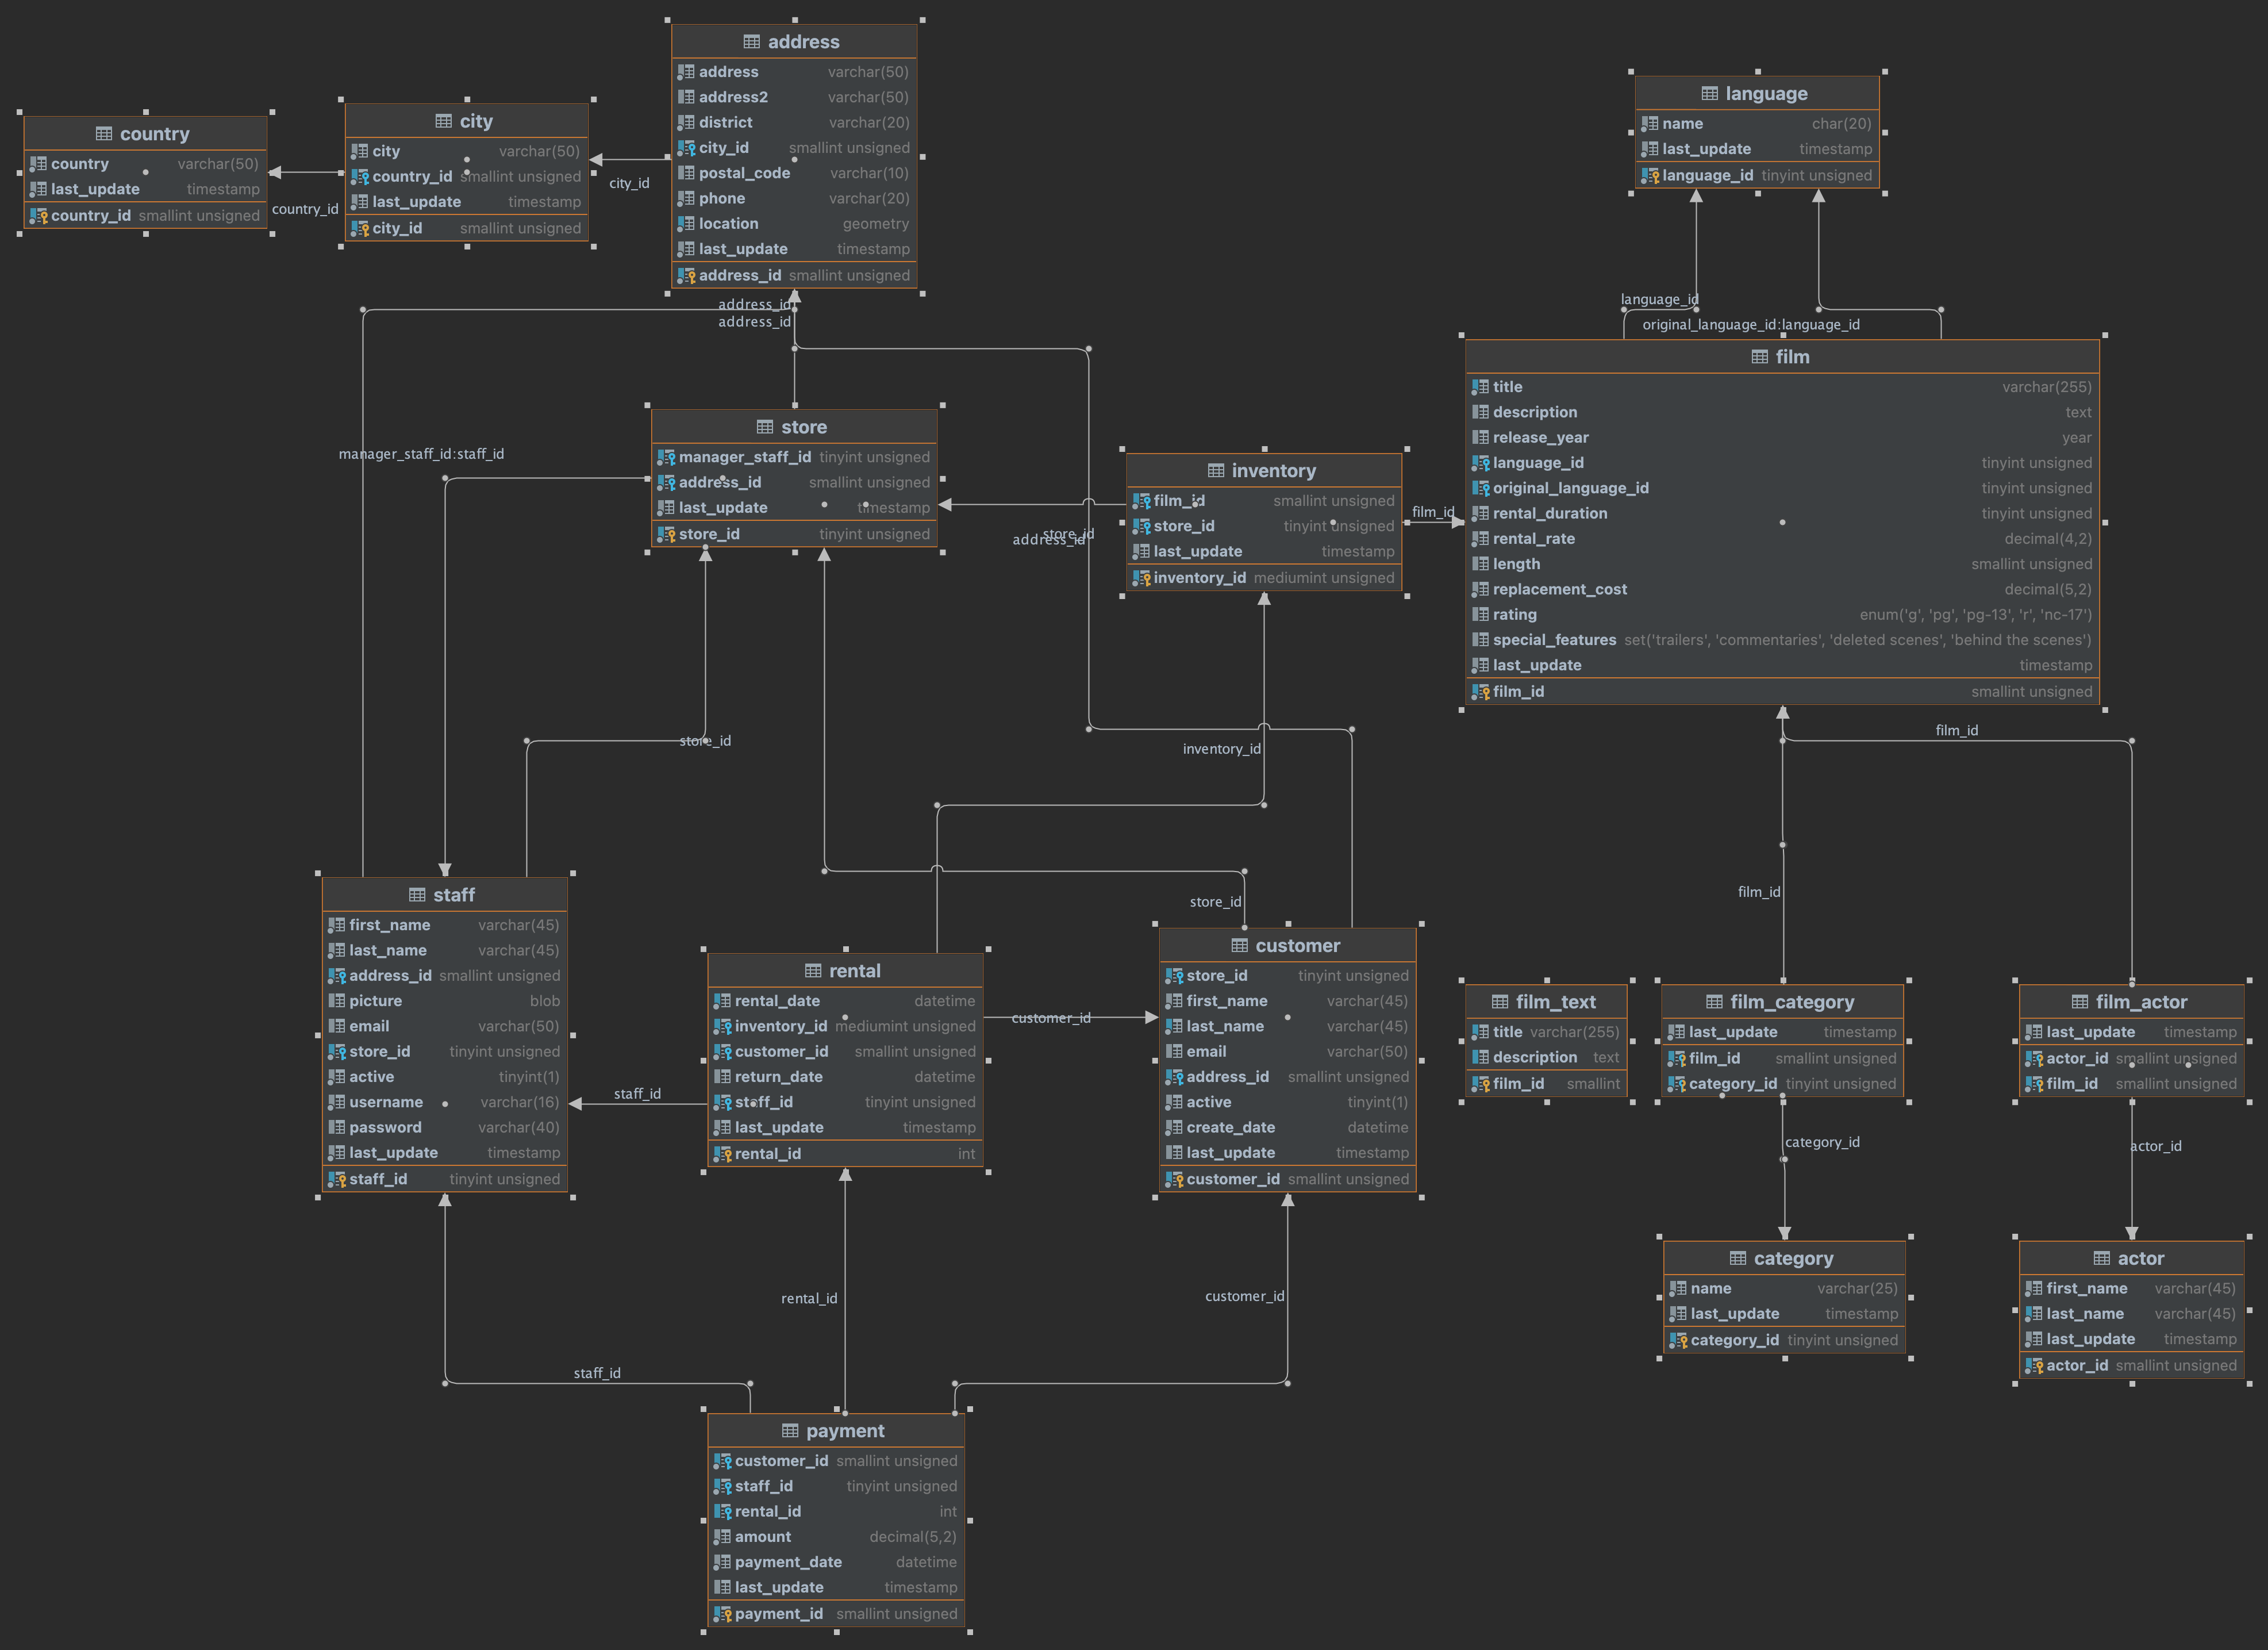 address
address varchar(50)
address2 varchar(50)
district varchar(20)
city_id smallint unsigned
postal_code varchar(10)
phone varchar(20)
location geometry
last_update timestamp
address_id smallint unsigned
country
country varchar(50)
last_update timestamp
country_id smallint unsigned
country_id
city
city varchar(50)
country_id smallint unsigned
last_update timestamp
city_id smallint unsigned
city_id
language
name char(20)
last_update timestamp
language_id tinyint unsigned
language_id
original_language_id:language_id
address_id
address_id
film
title varchar(255)
description text
release_year year
language_id tinyint unsigned
original_language_id tinyint unsigned
rental_duration tinyint unsigned
rental_rate decimal(4,2)
length smallint unsigned
replacement_cost decimal(5,2)
rating enum('g', 'pg', 'pg-13', 'r', 'nc-17')
special_features set('trailers', 'commentaries', 'deleted scenes', 'behind the scenes')
last_update timestamp
film_id smallint unsigned
store
manager_staff_id tinyint unsigned
address_id smallint unsigned
last_update timestamp
store_id tinyint unsigned
manager_staff_id:staff_id
inventory
film_id smallint unsigned
store_id tinyint unsigned
last_update timestamp
inventory_id mediumint unsigned
film_id
store_id
address_id
store_id
inventory_id
film_id
film_id
store_id
staff
first_name varchar(45)
last_name varchar(45)
address_id smallint unsigned
picture blob
email varchar(50)
store_id tinyint unsigned
active tinyint(1)
username varchar(16)
password varchar(40)
last_update timestamp
staff_id tinyint unsigned
staff_id
rental
rental_date datetime
inventory_id mediumint unsigned
customer_id smallint unsigned
return_date datetime
staff_id tinyint unsigned
last_update timestamp
rental_id int
customer_id
customer
store_id tinyint unsigned
first_name varchar(45)
last_name varchar(45)
email varchar(50)
address_id smallint unsigned
active tinyint(1)
create_date datetime
last_update timestamp
customer_id smallint unsigned
film_text
title varchar(255)
description text
film_id smallint
film_category
last_update timestamp
film_id smallint unsigned
category_id tinyint unsigned
film_actor
last_update timestamp
actor_id smallint unsigned
film_id smallint unsigned
category_id
actor_id
category
name varchar(25)
last_update timestamp
category_id tinyint unsigned
actor
first_name varchar(45)
last_name varchar(45)
last_update timestamp
actor_id smallint unsigned
rental_id
customer_id
staff_id
payment
customer_id smallint unsigned
staff_id tinyint unsigned
rental_id int
amount decimal(5,2)
payment_date datetime
last_update timestamp
payment_id smallint unsigned